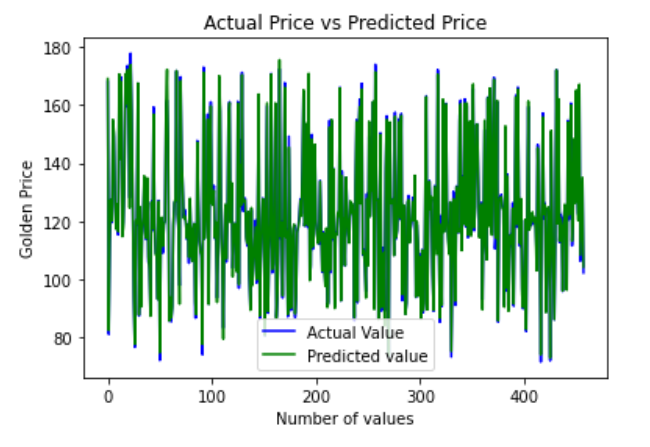 Actual Price vs Predicted Price
180
160
140
120
100
80
Golden Price
Actual Value
Predicted value
0 100 200 300 400
Number of values